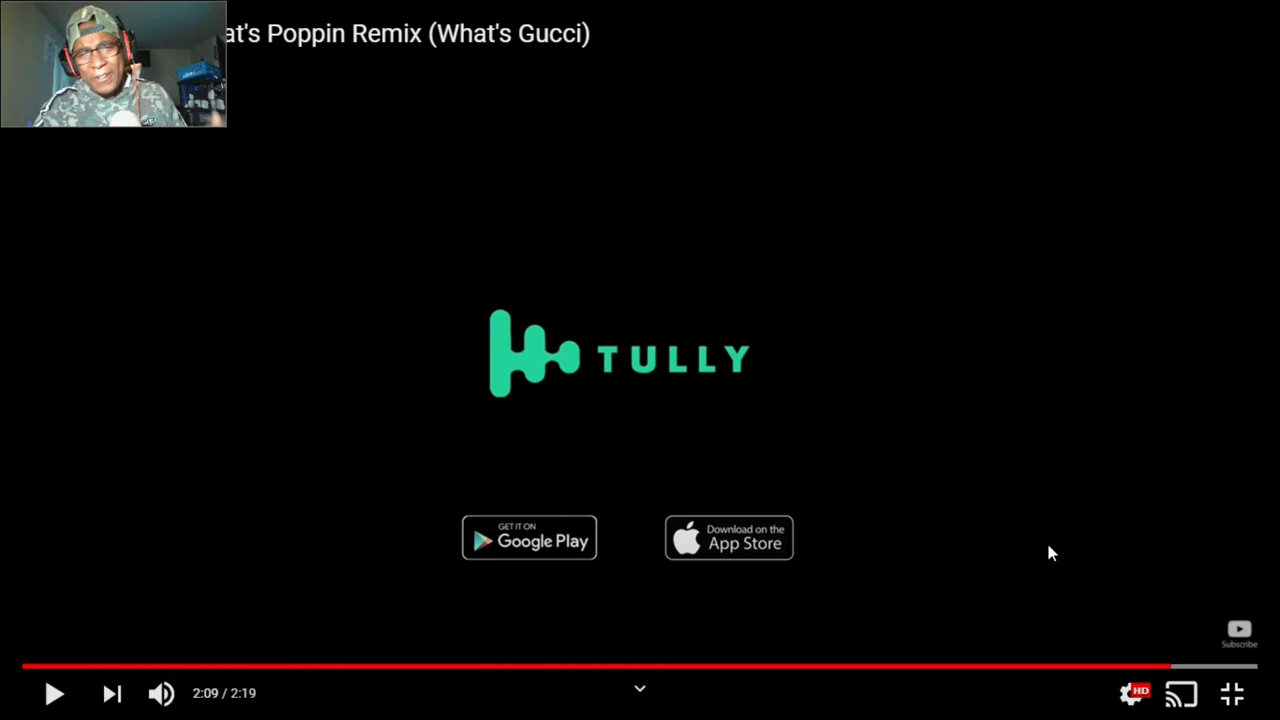 at's Poppin Remix (What's Gucci)
TULLY
GET IT ON
Google Play
Download on the
App Store
Subscribe
2:09 / 2:19
HD